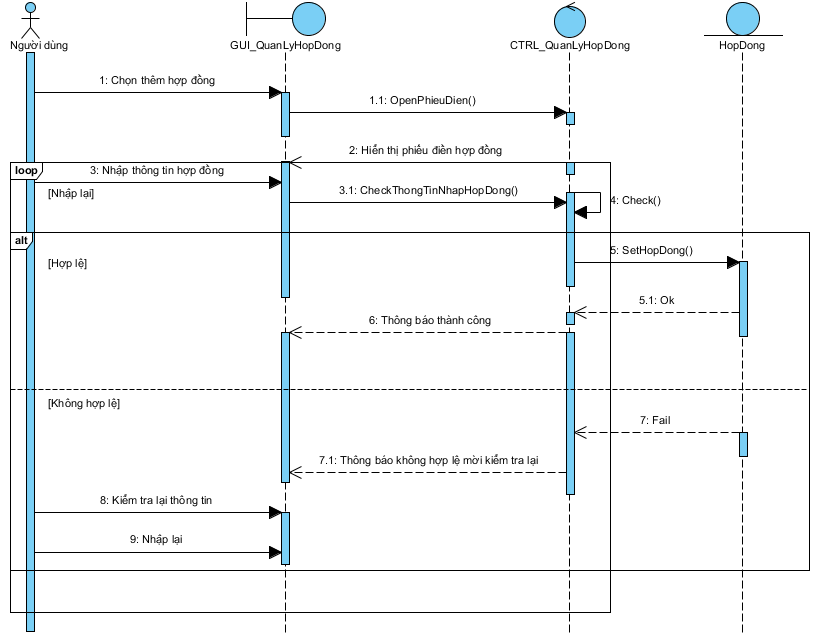 Người dùng
GUI_QuanLyHopDong
CTRL_QuanLyHopDong
HopDong
1: Chọn thêm hợp đồng
1.1: OpenPhieuDien()
2: Hiển thị phiếu điền hợp đồng
loop
3: Nhập thông tin hợp đồng
[Nhập lại]
3.1: CheckThongTinNhapHopDong()
4: Check()
alt
5: SetHopDong()
[Hợp lệ]
5.1: Ok
6: Thông báo thành công
[Không hợp lệ]
7: Fail
7.1: Thông báo không hợp lệ mời kiểm tra lại
8: Kiểm tra lại thông tin
9: Nhập lại